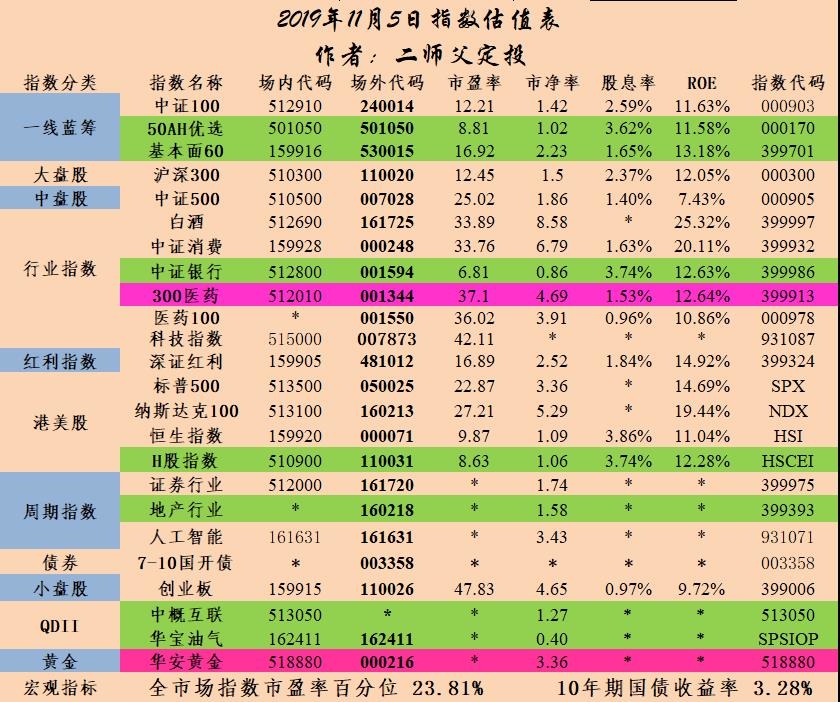 2019年11月5日指数估值表
作者：二师父定投
指数分类 指数名称 场内代码 场外代码 市盈率 市净率 股息率 ROE 指数代码
一线蓝筹 中证100 512910 240014 12.21 1.42 2.59% 11.63% 000903
50AH优选 501050 501050 8.81 1.02 3.62% 11.58% 000170
基本面60 159916 530015 16.92 2.23 1.65% 13.18% 399701
大盘股 沪深300 510300 110020 12.45 1.5 2.37% 12.05% 000300
中盘股 中证500 510500 007028 25.02 1.86 1.40% 7.43% 000905
行业指数 白酒 512690 161725 33.89 8.58 * 25.32% 399997
中证消费 159928 000248 33.76 6.79 1.63% 20.11% 399932
中证银行 512800 001594 6.81 0.86 3.74% 12.63% 399986
300医药 512010 001344 37.1 4.69 1.53% 12.64% 399913
医药100 * 001550 36.02 3.91 0.96% 10.86% 000978
科技指数 515000 007873 42.11 * * * 931087
红利指数 深证红利 159905 481012 16.89 2.52 1.84% 14.92% 399324
港美股 标普500 513500 050025 22.87 3.36 * 14.69% SPX
纳斯达克100 513100 160213 27.21 5.29 * 19.44% NDX
恒生指数 159920 000071 9.87 1.09 3.86% 11.04% HSI
H股指数 510900 110031 8.63 1.06 3.74% 12.28% HSCEI
周期指数 证券行业 512000 161720 * 1.74 * * 399975
地产行业 * 160218 * 1.58 * * 399393
人工智能 161631 161631 * 3.43 * * 931071
债券 7-10国开债 * 003358 * * * * 003358
小盘股 创业板 159915 110026 47.83 4.65 0.97% 9.72% 399006
QDII 中概互联 513050 * * 1.27 * * 513050
华宝油气 162411 162411 * 0.40 * * SPSIOP
黄金 华安黄金 518880 000216 * 3.36 * * 518880
宏观指标 全市场指数市盈率百分位 23.81% 10年期国债收益率 3.28%